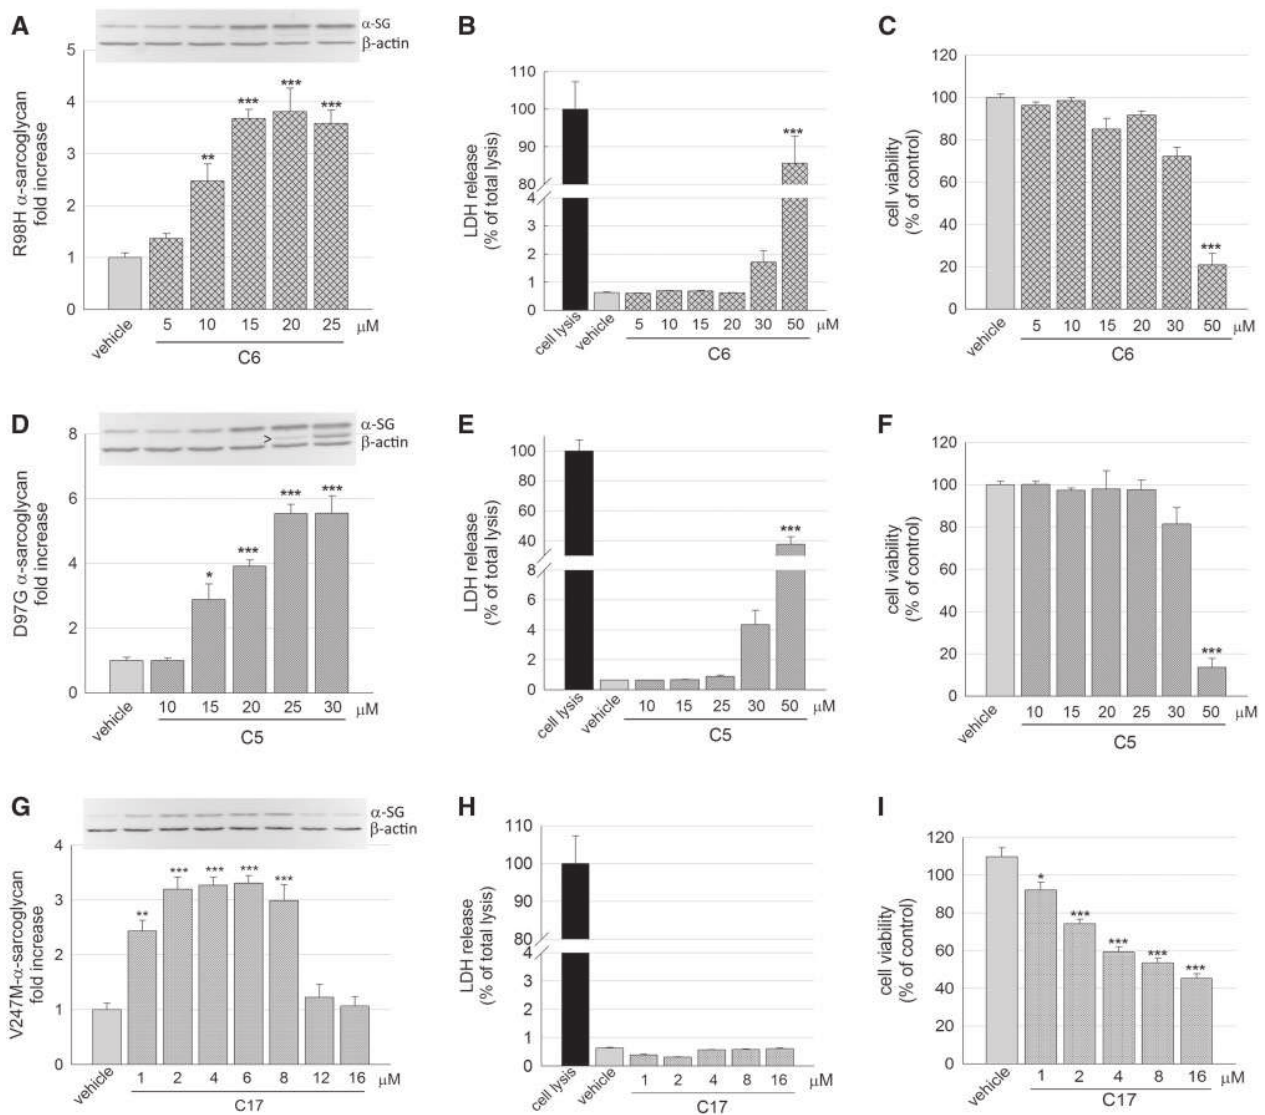 A
α-SG
β-actin
R98H α-sarcoglycan
fold increase
5
4
3
2
1
0
***
***
***
**
vehicle
5 10 15 20 25 μM
C6
B
LDH release
(% of total lysis)
110
100
90
80
4
3
2
1
0
***
cell lysis
vehicle
5 10 15 20 30 50 μM
C6
C
cell viability
(% of control)
120
100
80
60
40
20
0
***
vehicle
5 10 15 20 30 50 μM
C6
D
α-SG
>
β-actin
D97G α-sarcoglycan
fold increase
8
6
4
2
0
*
***
***
***
vehicle
10 15 20 25 30 μM
C5
E
LDH release
(% of total lysis)
100
80
60
40
8
6
4
2
0
***
cell lysis
vehicle
10 15 25 30 50 μM
C5
F
cell viability
(% of control)
120
100
80
60
40
20
0
***
vehicle
10 15 20 25 30 50 μM
C5
G
α-SG
β-actin
V247M-α-sarcoglycan
fold increase
4
3
2
1
0
**
***
***
***
***
vehicle
1 2 4 6 8 12 16 μM
C17
H
LDH release
(% of total lysis)
110
100
90
80
4
3
2
1
0
cell lysis
vehicle
1 2 4 8 16 μM
C17
I
cell viability
(% of control)
120
100
80
60
40
20
0
*
***
***
***
***
vehicle
1 2 4 8 16 μM
C17